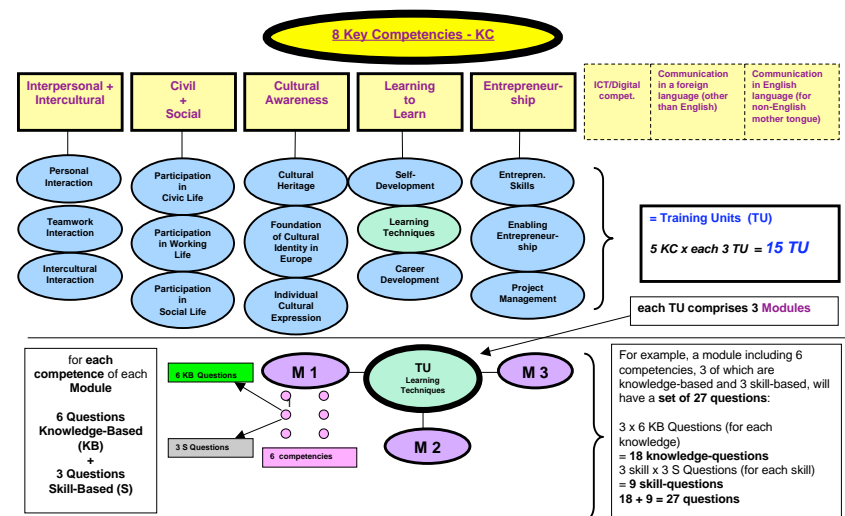 8 Key Competencies - KC
Interpersonal +
Intercultural
Civil
+
Social
Cultural
Awareness
Learning
to
Learn
Entrepreneur-
ship
ICT/Digital
compet.
Communication
in a foreign
language (other
than English)
Communication
in English
language (for
non-English
mother tongue)
Personal
Interaction
Teamwork
Interaction
Intercultural
Interaction
Participation
in
Civic Life
Participation
in Working
Life
Participation
in
Social Life
Cultural
Heritage
Foundation
of Cultural
Identity in
Europe
Individual
Cultural
Expression
Self-
Development
Learning
Techniques
Career
Development
Entrepren.
Skills
Enabling
Entrepreneur-
ship
Project
Management
= Training Units (TU)
5 KC x each 3 TU = 15 TU
each TU comprises 3 Modules
for each
competence of each
Module
6 Questions
Knowledge-Based
(KB)
+
3 Questions
Skill-Based (S)
6 KB Questions
3 S Questions
M 1
6 competencies
TU
Learning
Techniques
M 2
M 3
For example, a module including 6
competencies, 3 of which are
knowledge-based and 3 skill-based, will
have a set of 27 questions:
3 x 6 KB Questions (for each
knowledge)
= 18 knowledge-questions
3 skill x 3 S Questions (for each skill)
= 9 skill-questions
18 + 9 = 27 questions